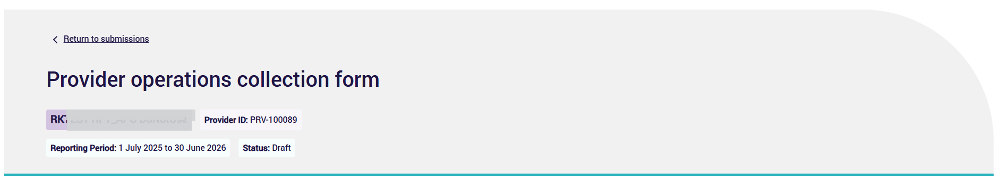 Return to submissions
Provider operations collection form
Provider ID: PRV-100089
Reporting Period: 1 July 2025 to 30 June 2026 Status: Draft